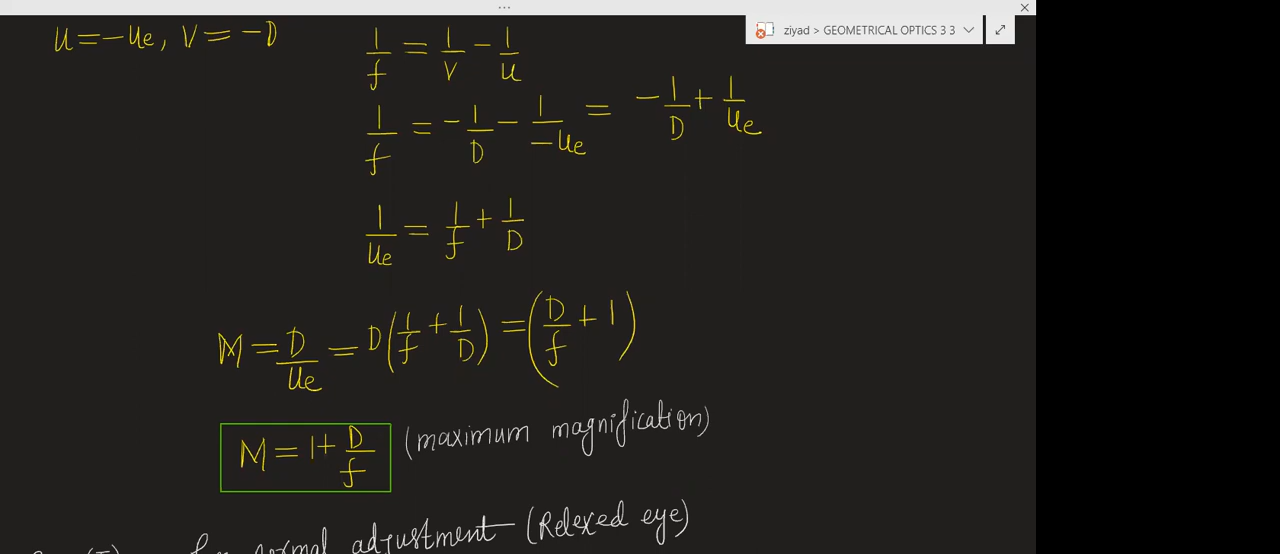 ziyad > GEOMETRICAL OPTICS 3 3
u = -ue, v = -D
1/f = 1/v - 1/u
1/f = -1/D - 1/-ue = -1/D + 1/ue
1/ue = 1/f + 1/D
M = D/ue = D(1/f + 1/D) = (D/f + 1)
M = 1 + D/f (maximum magnification)
normal adjustment (Relexed eye)